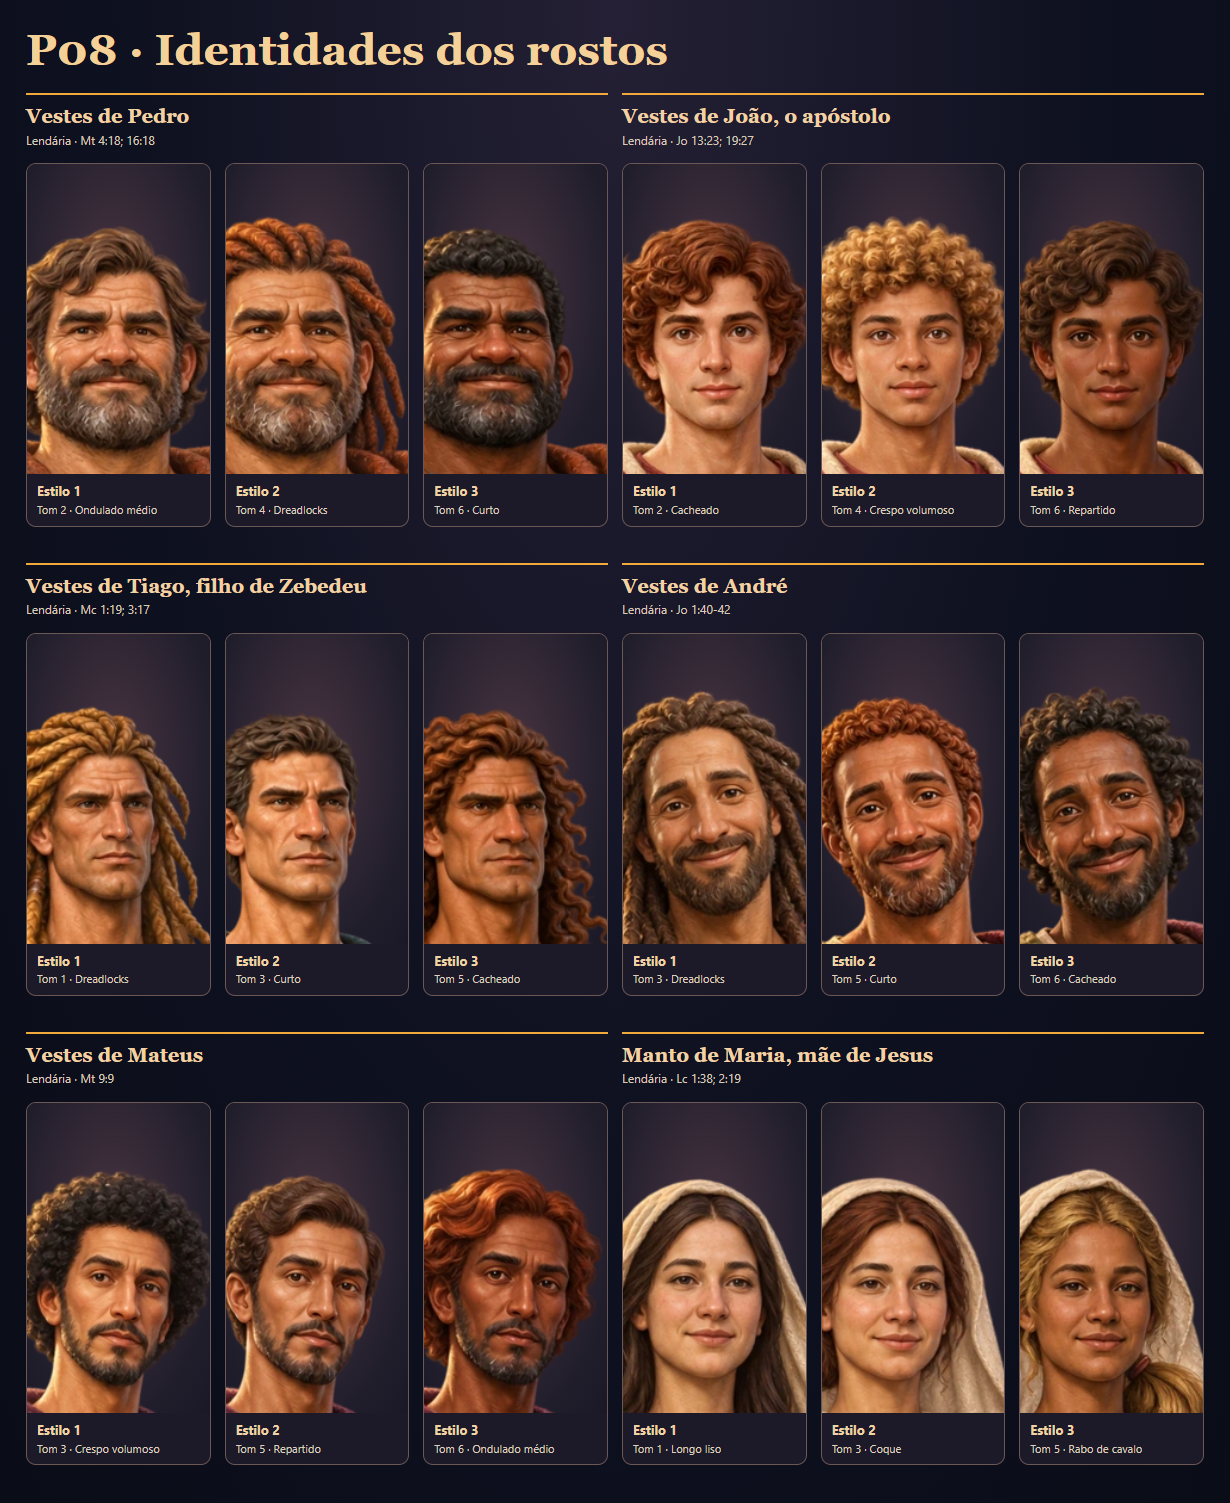 P08 · Identidades dos rostos
Vestes de Pedro
Lendária · Mt 4:18; 16:18
Estilo 1
Tom 2 · Ondulado médio
Estilo 2
Tom 4 · Dreadlocks
Estilo 3
Tom 6 · Curto
Vestes de João, o apóstolo
Lendária · Jo 13:23; 19:27
Estilo 1
Tom 2 · Cacheado
Estilo 2
Tom 4 · Crespo volumoso
Estilo 3
Tom 6 · Repartido
Vestes de Tiago, filho de Zebedeu
Lendária · Mc 1:19; 3:17
Estilo 1
Tom 1 · Dreadlocks
Estilo 2
Tom 3 · Curto
Estilo 3
Tom 5 · Cacheado
Vestes de André
Lendária · Jo 1:40-42
Estilo 1
Tom 3 · Dreadlocks
Estilo 2
Tom 5 · Curto
Estilo 3
Tom 6 · Cacheado
Vestes de Mateus
Lendária · Mt 9:9
Estilo 1
Tom 3 · Crespo volumoso
Estilo 2
Tom 5 · Repartido
Estilo 3
Tom 6 · Ondulado médio
Manto de Maria, mãe de Jesus
Lendária · Lc 1:38; 2:19
Estilo 1
Tom 1 · Longo liso
Estilo 2
Tom 3 · Coque
Estilo 3
Tom 5 · Rabo de cavalo